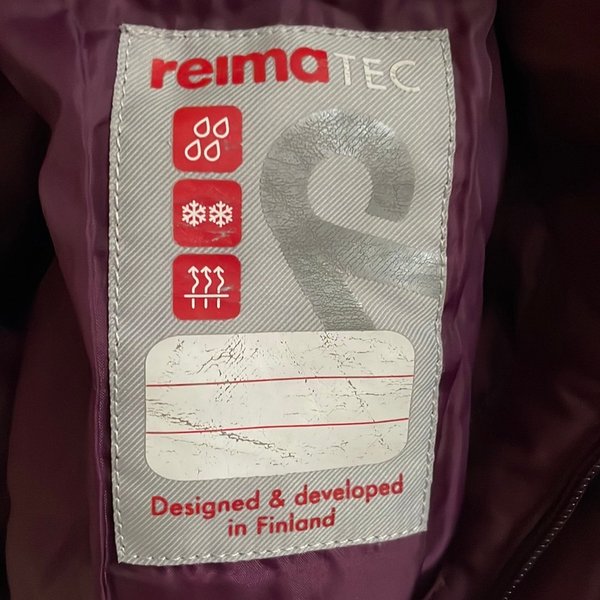 reimaTEC
Designed & developed
in Finland